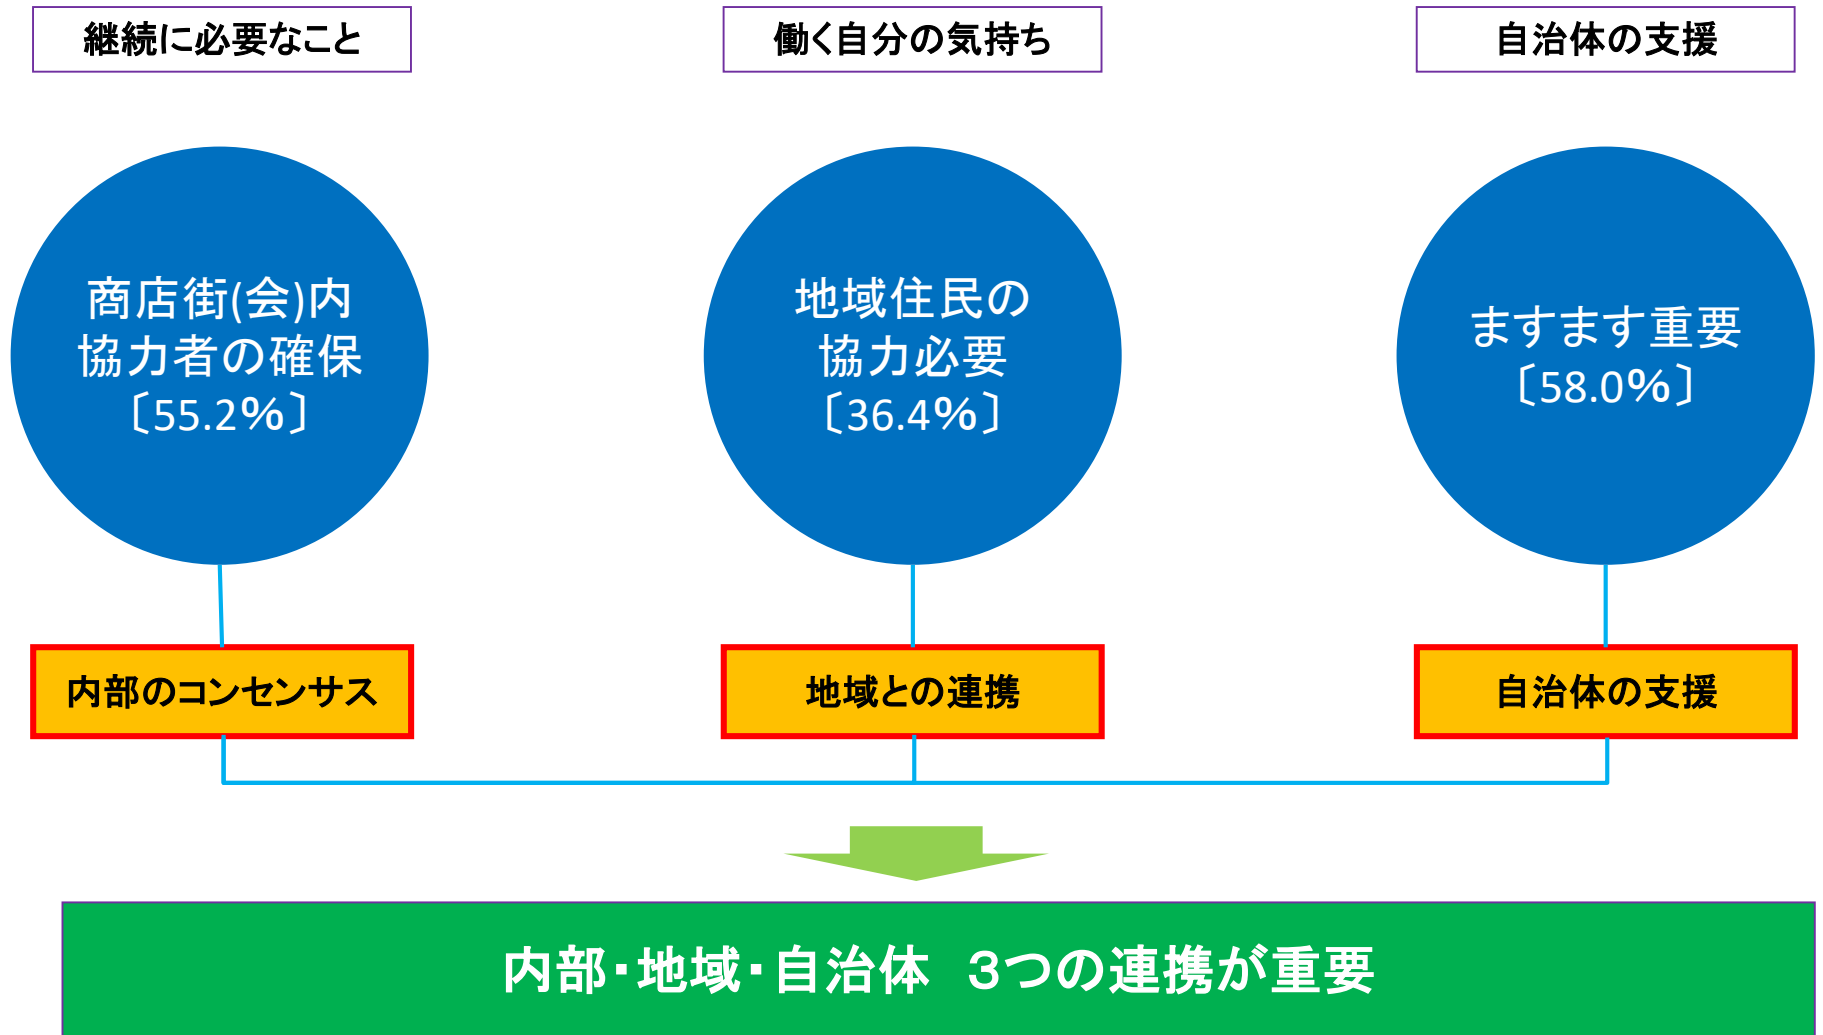 継続に必要なこと
働く自分の気持ち
自治体の支援
商店街(会)内
協力者の確保
〔55.2%〕
地域住民の
協力必要
〔36.4%〕
ますます重要
〔58.0%〕
内部のコンセンサス
地域との連携
自治体の支援
内部・地域・自治体　３つの連携が重要